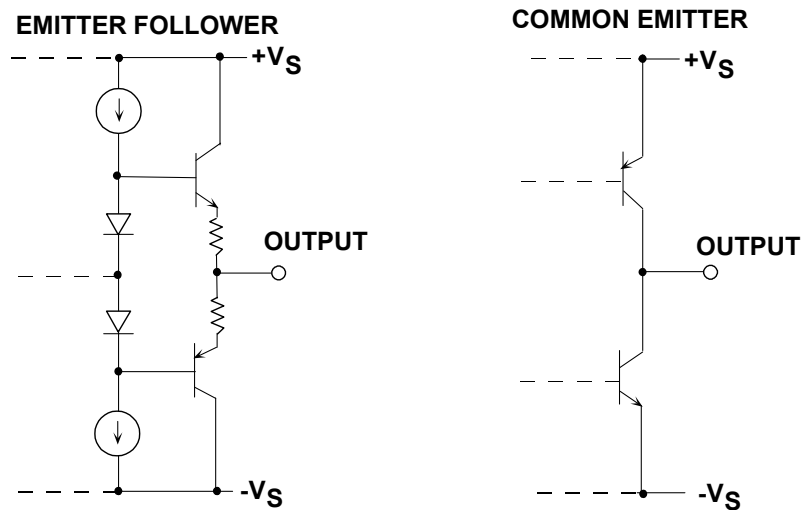 EMITTER FOLLOWER
+VS
OUTPUT
-VS
COMMON EMITTER
+VS
OUTPUT
-VS